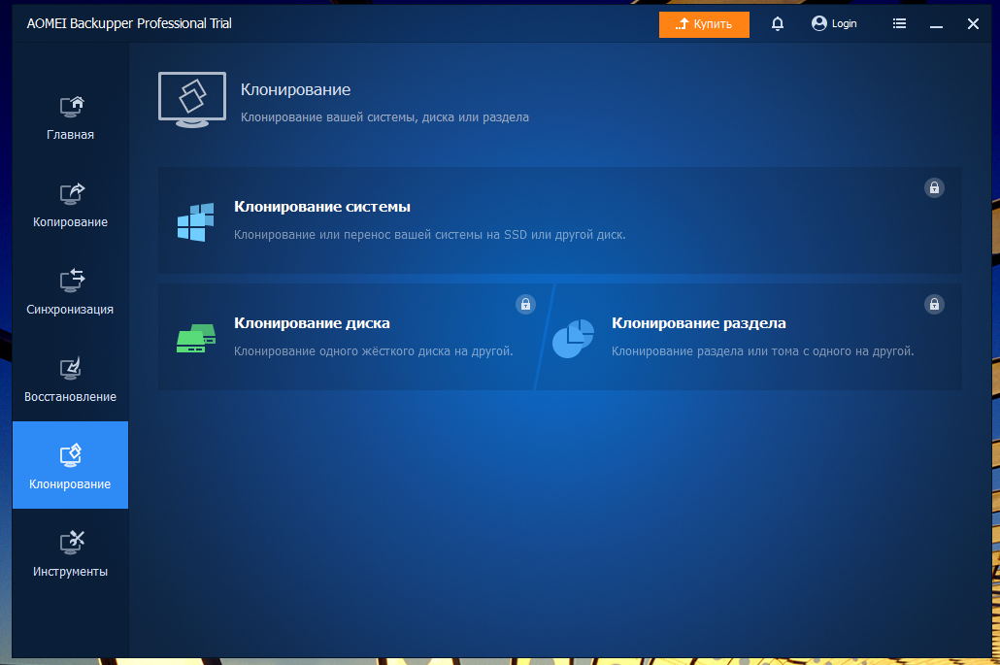 AOMEI Backupper Professional Trial
Купить
Login
Главная
Копирование
Синхронизация
Восстановление
Клонирование
Инструменты
Клонирование
Клонирование вашей системы, диска или раздела
Клонирование системы
Клонирование или перенос вашей системы на SSD или другой диск.
Клонирование диска
Клонирование одного жёсткого диска на другой.
Клонирование раздела
Клонирование раздела или тома с одного на другой.